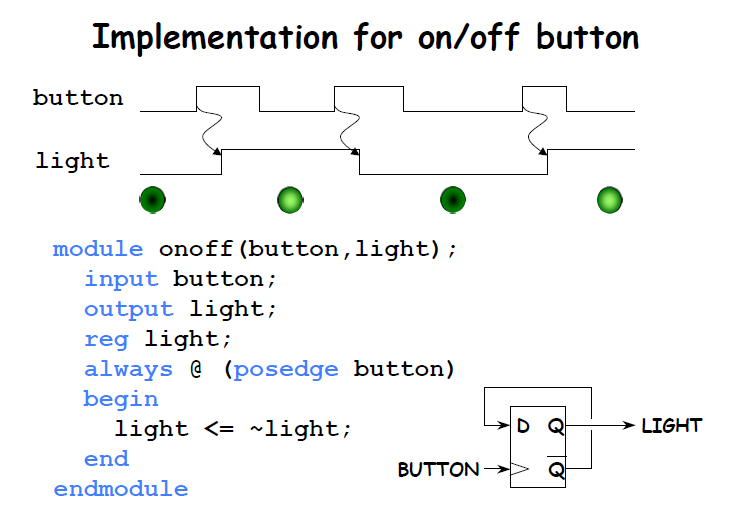 Implementation for on/off button
button
light
module onoff(button,light);
input button;
output light;
reg light;
always @ (posedge button)
begin
light <= ~light;
end
endmodule
D Q LIGHT
BUTTON Q̅